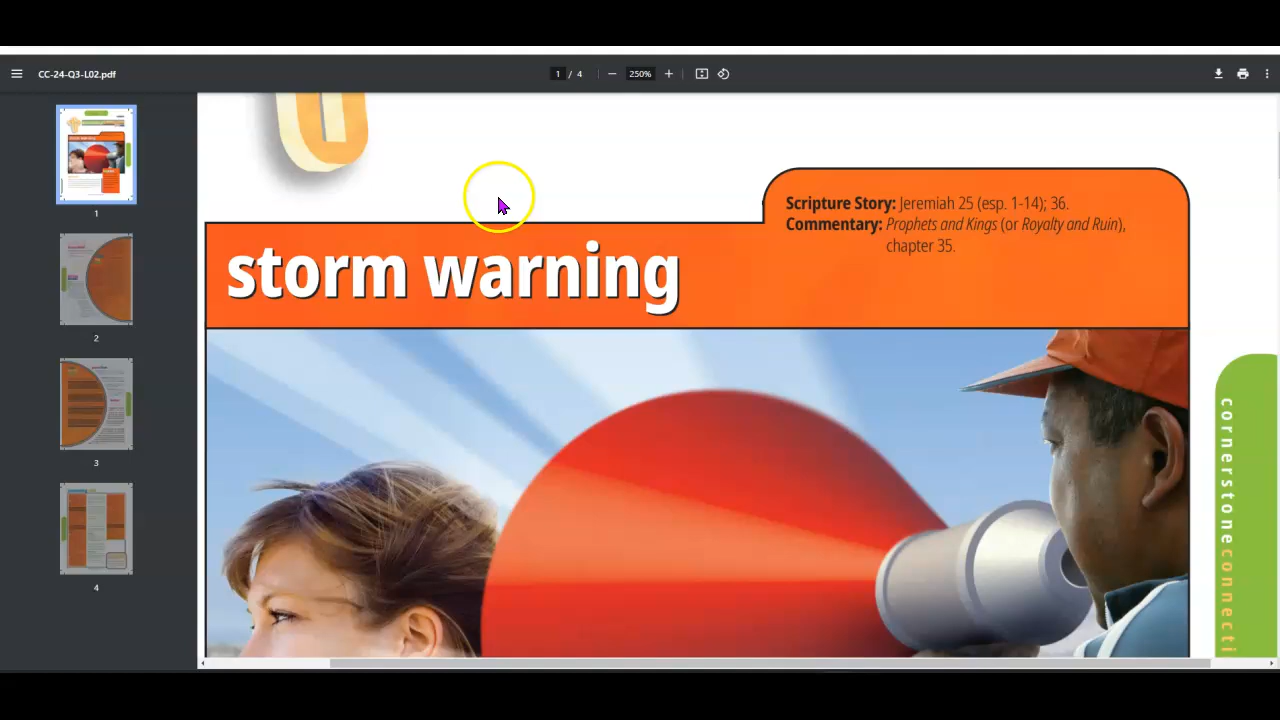 CC-24-Q3-L02.pdf
1 / 4
250%
Scripture Story: Jeremiah 25 (esp. 1-14); 36.
Commentary: Prophets and Kings (or Royalty and Ruin),
chapter 35.
storm warning
cornerstoneconnecti
1
2
3
4